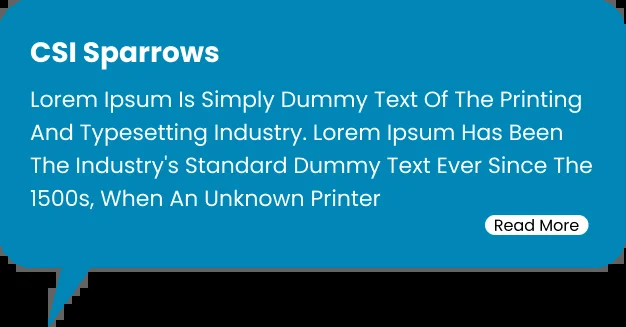 CSI Sparrows
Lorem Ipsum Is Simply Dummy Text Of The Printing
And Typesetting Industry. Lorem Ipsum Has Been
The Industry's Standard Dummy Text Ever Since The
1500s, When An Unknown Printer
Read More